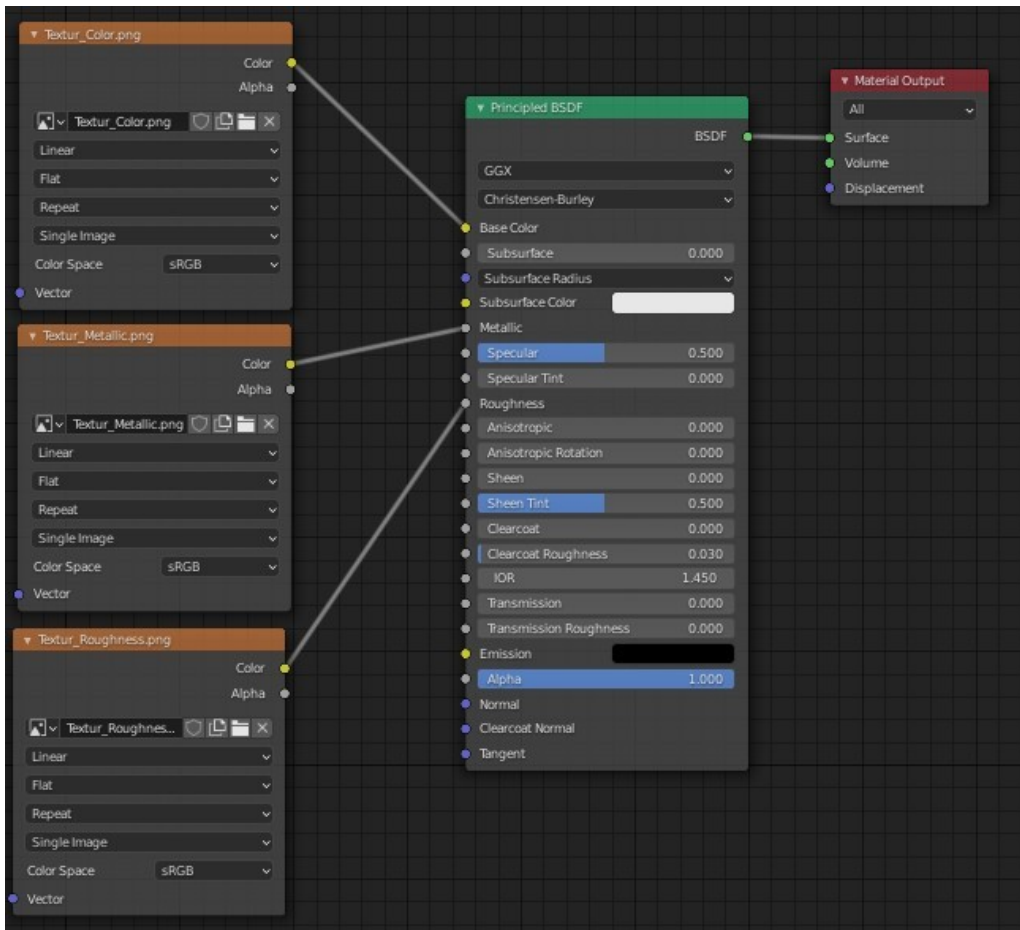 Textur_Color.png
Color
Alpha
Textur_Color.png
Linear
Flat
Repeat
Single Image
Color Space sRGB
Vector
Textur_Metallic.png
Color
Alpha
Textur_Metallic.png
Linear
Flat
Repeat
Single Image
Color Space sRGB
Vector
Textur_Roughness.png
Color
Alpha
Textur_Roughnes...
Linear
Flat
Repeat
Single Image
Color Space sRGB
Vector
Principled BSDF
BSDF
GGX
Christensen-Burley
Base Color
Subsurface 0.000
Subsurface Radius
Subsurface Color
Metallic
Specular 0.500
Specular Tint 0.000
Roughness
Anisotropic 0.000
Anisotropic Rotation 0.000
Sheen 0.000
Sheen Tint 0.500
Clearcoat 0.000
Clearcoat Roughness 0.030
IOR 1.450
Transmission 0.000
Transmission Roughness 0.000
Emission
Alpha 1.000
Normal
Clearcoat Normal
Tangent
Material Output
All
Surface
Volume
Displacement